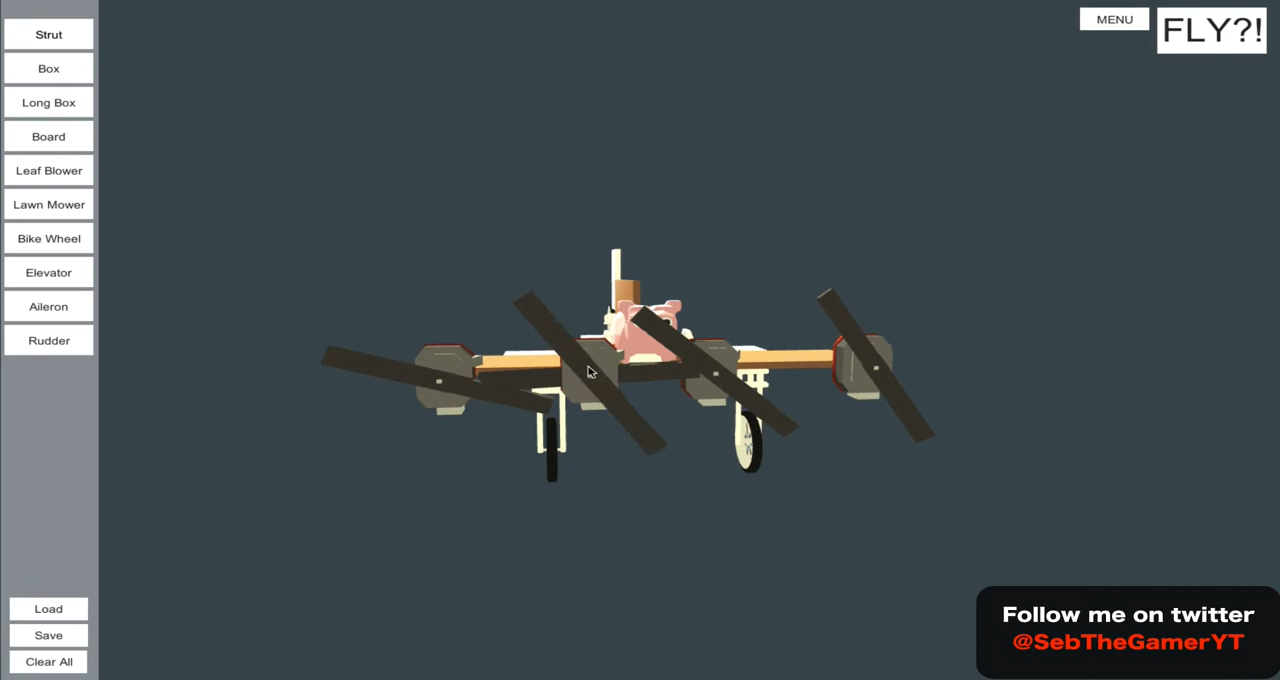 Strut
Box
Long Box
Board
Leaf Blower
Lawn Mower
Bike Wheel
Elevator
Aileron
Rudder
Load
Save
Clear All
MENU
FLY?!
Follow me on twitter
@SebTheGamerYT